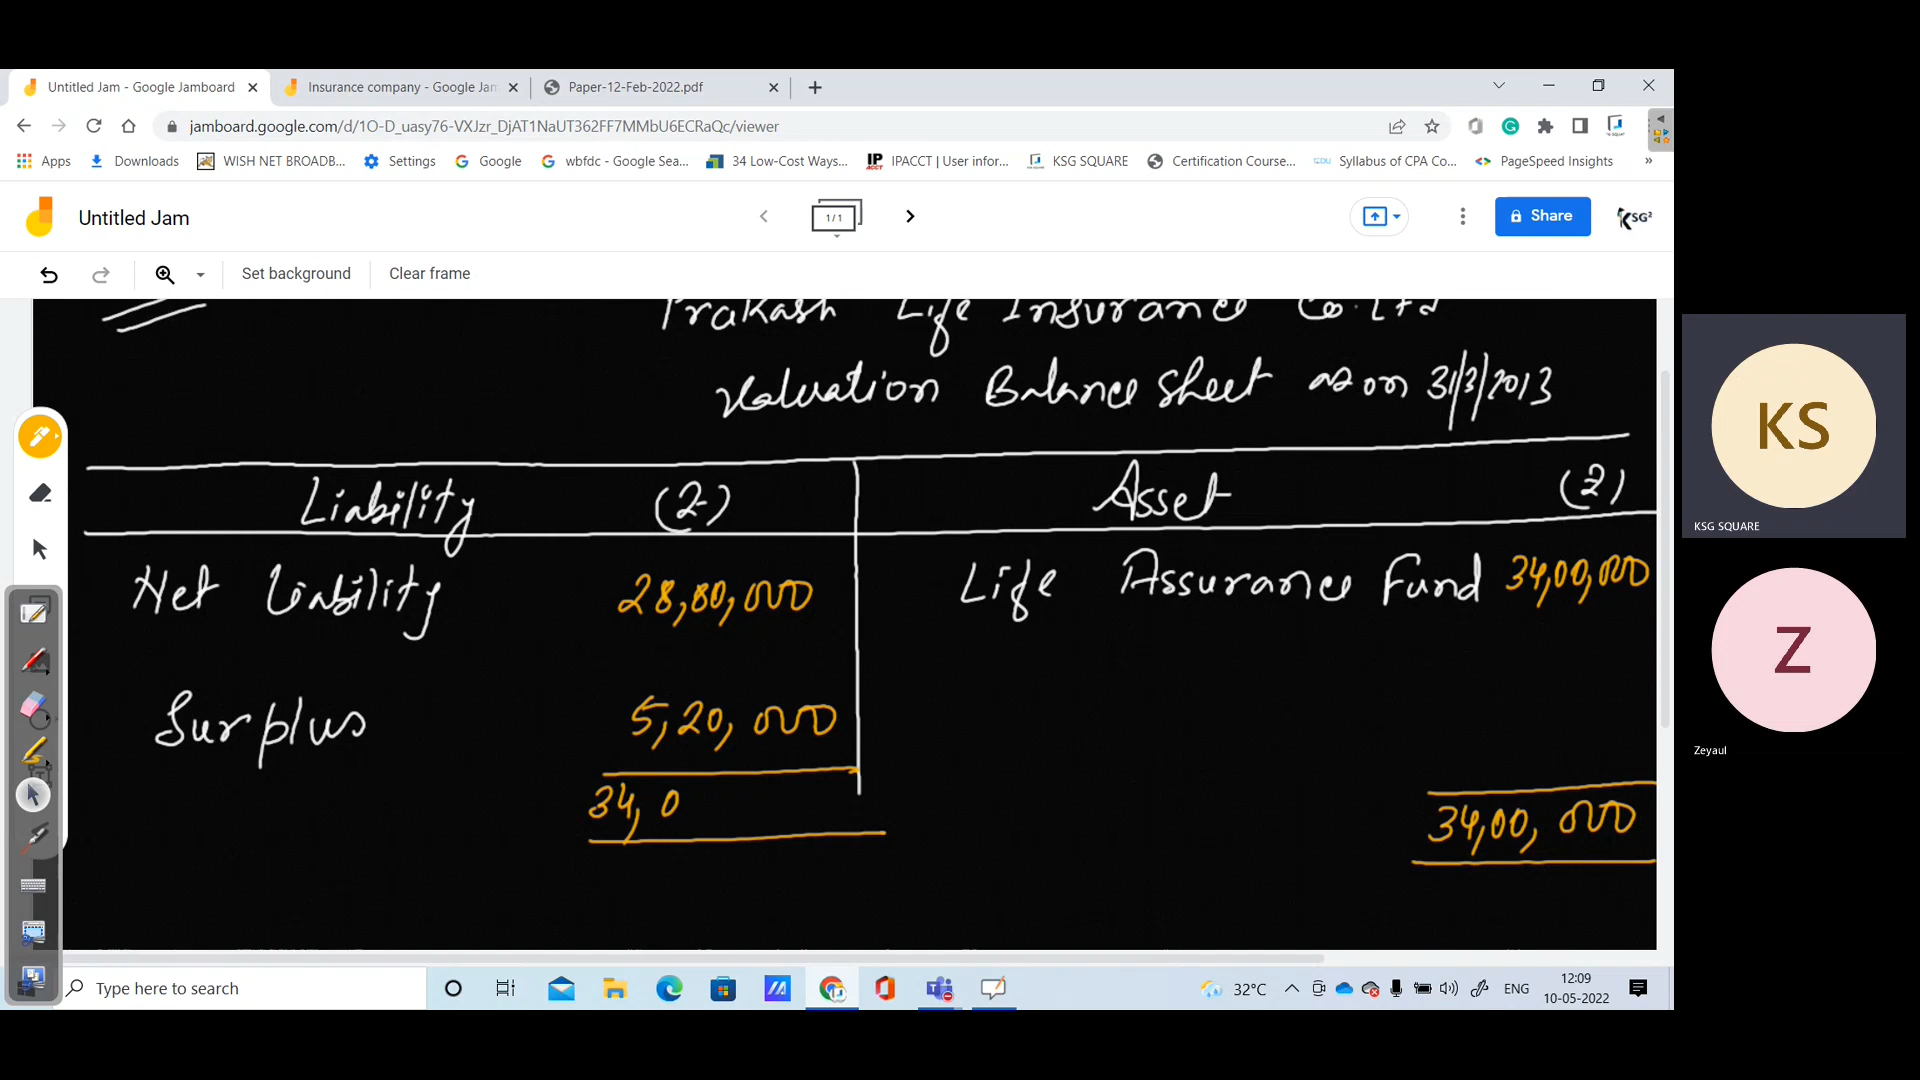 Untitled Jam - Google Jamboard
Insurance company - Google Jam
Paper-12-Feb-2022.pdf
jamboard.google.com/d/1O-D_uasy76-VXJzr_DjAT1NaUT362FF7MMbU6ECRaQc/viewer
Apps Downloads WISH NET BROADB... Settings Google wbfdc - Google Sea... 34 Low-Cost Ways... IPACCT | User infor... KSG SQUARE Certification Course... Syllabus of CPA Co... PageSpeed Insights »
Untitled Jam
1/1
Share
KSG²
Set background Clear frame
Prakash Life Insurance Co. Ltd
Valuation Balance Sheet as on 31/3/2013
Liability (2) Asset (2)
Net Liability 28,80,000 Life Assurance Fund 34,00,000
Surplus 5,20,000
34,0 34,00,000
KS
KSG SQUARE
Z
Zeyaul
Type here to search
32°C
ENG
12:09
10-05-2022